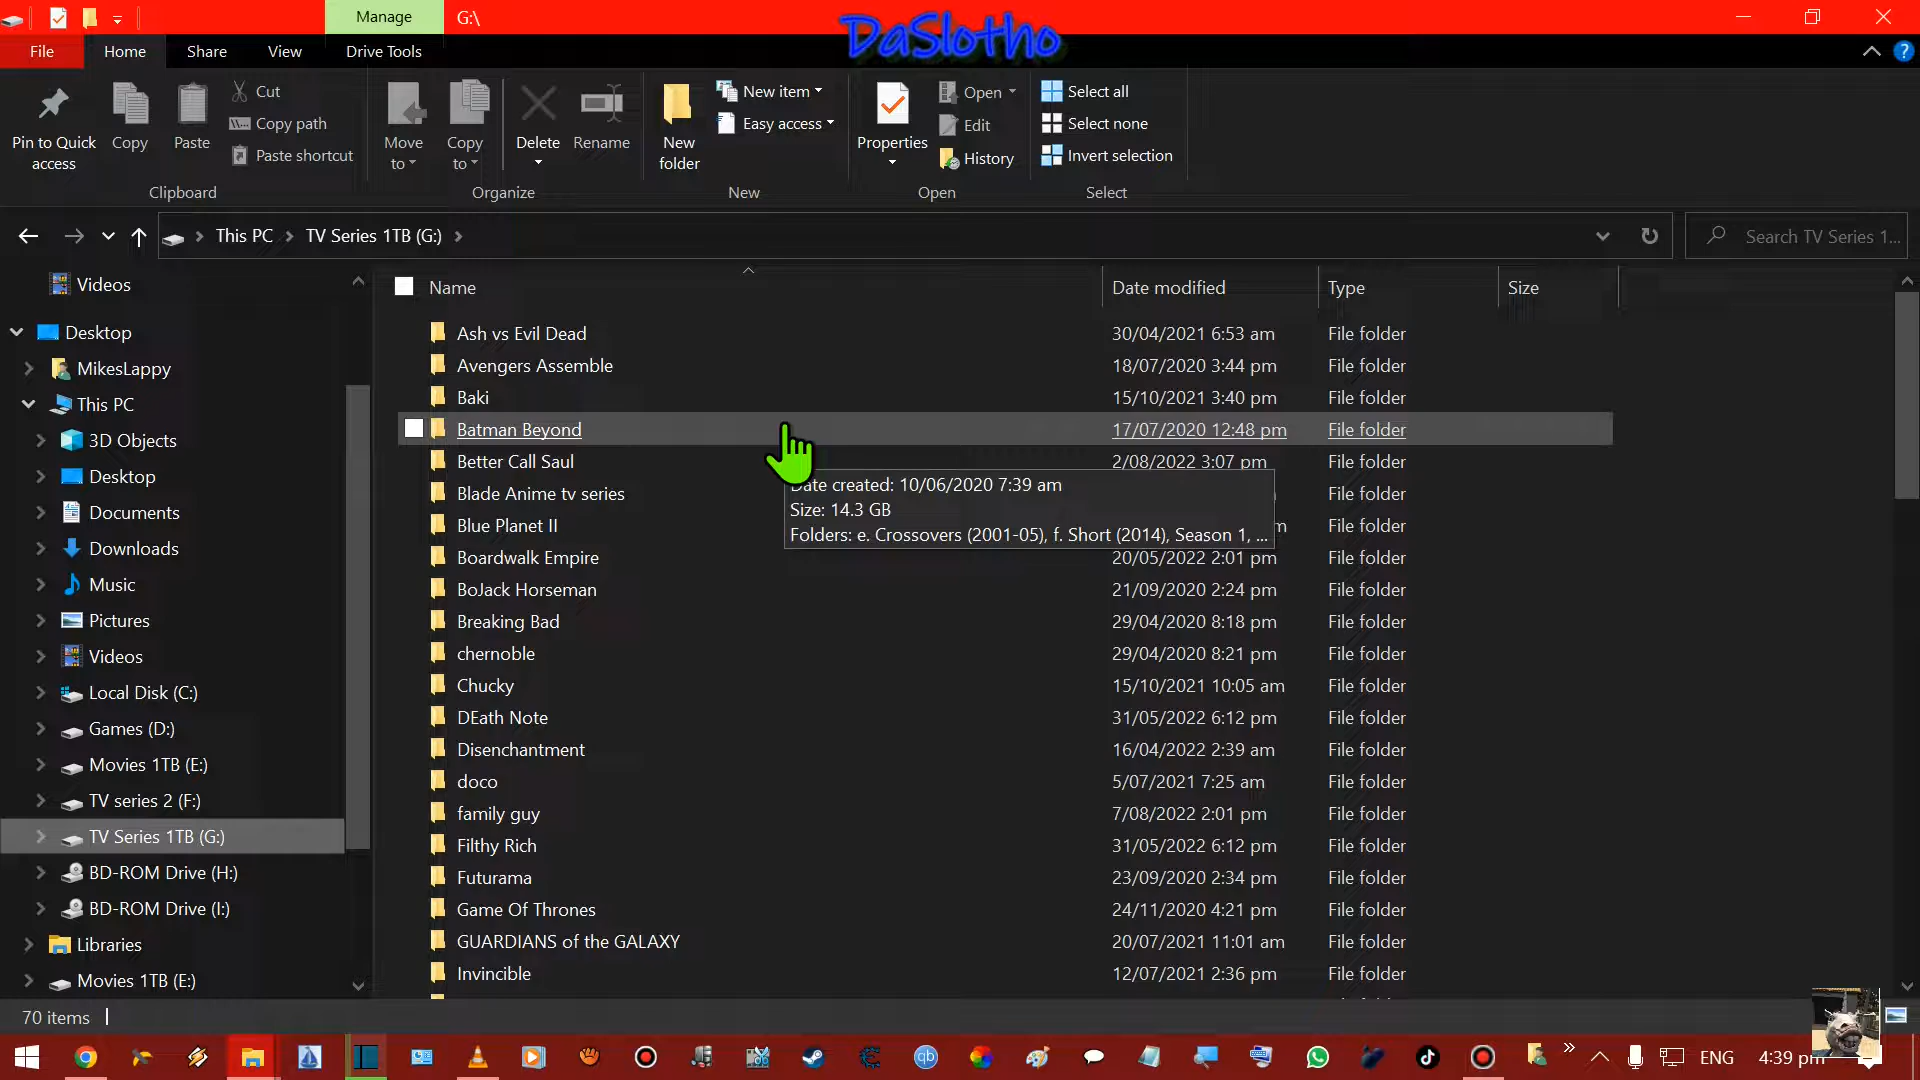 Manage
G:\
DaSlotho
File
Home
Share
View
Drive Tools
Pin to Quick access
Copy
Paste
Cut
Copy path
Paste shortcut
Clipboard
Move to
Copy to
Delete
Rename
Organize
New folder
New item
Easy access
New
Properties
Open
Edit
History
Open
Select all
Select none
Invert selection
Select
This PC
TV Series 1TB (G:)
Search TV Series 1...
Videos
Desktop
MikesLappy
This PC
3D Objects
Desktop
Documents
Downloads
Music
Pictures
Videos
Local Disk (C:)
Games (D:)
Movies 1TB (E:)
TV series 2 (F:)
TV Series 1TB (G:)
BD-ROM Drive (H:)
BD-ROM Drive (I:)
Libraries
Movies 1TB (E:)
Name Date modified Type Size
Ash vs Evil Dead 30/04/2021 6:53 am File folder
Avengers Assemble 18/07/2020 3:44 pm File folder
Baki 15/10/2021 3:40 pm File folder
Batman Beyond 17/07/2020 12:48 pm File folder
Better Call Saul 2/08/2022 3:07 pm File folder
Blade Anime tv series File folder
Blue Planet II File folder
Date created: 10/06/2020 7:39 am
Size: 14.3 GB
Folders: e. Crossovers (2001-05), f. Short (2014), Season 1, ...
Boardwalk Empire 20/05/2022 2:01 pm File folder
BoJack Horseman 21/09/2020 2:24 pm File folder
Breaking Bad 29/04/2020 8:18 pm File folder
chernoble 29/04/2020 8:21 pm File folder
Chucky 15/10/2021 10:05 am File folder
DEath Note 31/05/2022 6:12 pm File folder
Disenchantment 16/04/2022 2:39 am File folder
doco 5/07/2021 7:25 am File folder
family guy 7/08/2022 2:01 pm File folder
Filthy Rich 31/05/2022 6:12 pm File folder
Futurama 23/09/2020 2:34 pm File folder
Game Of Thrones 24/11/2020 4:21 pm File folder
GUARDIANS of the GALAXY 20/07/2021 11:01 am File folder
Invincible 12/07/2021 2:36 pm File folder
70 items
qb
ENG
4:39 pm